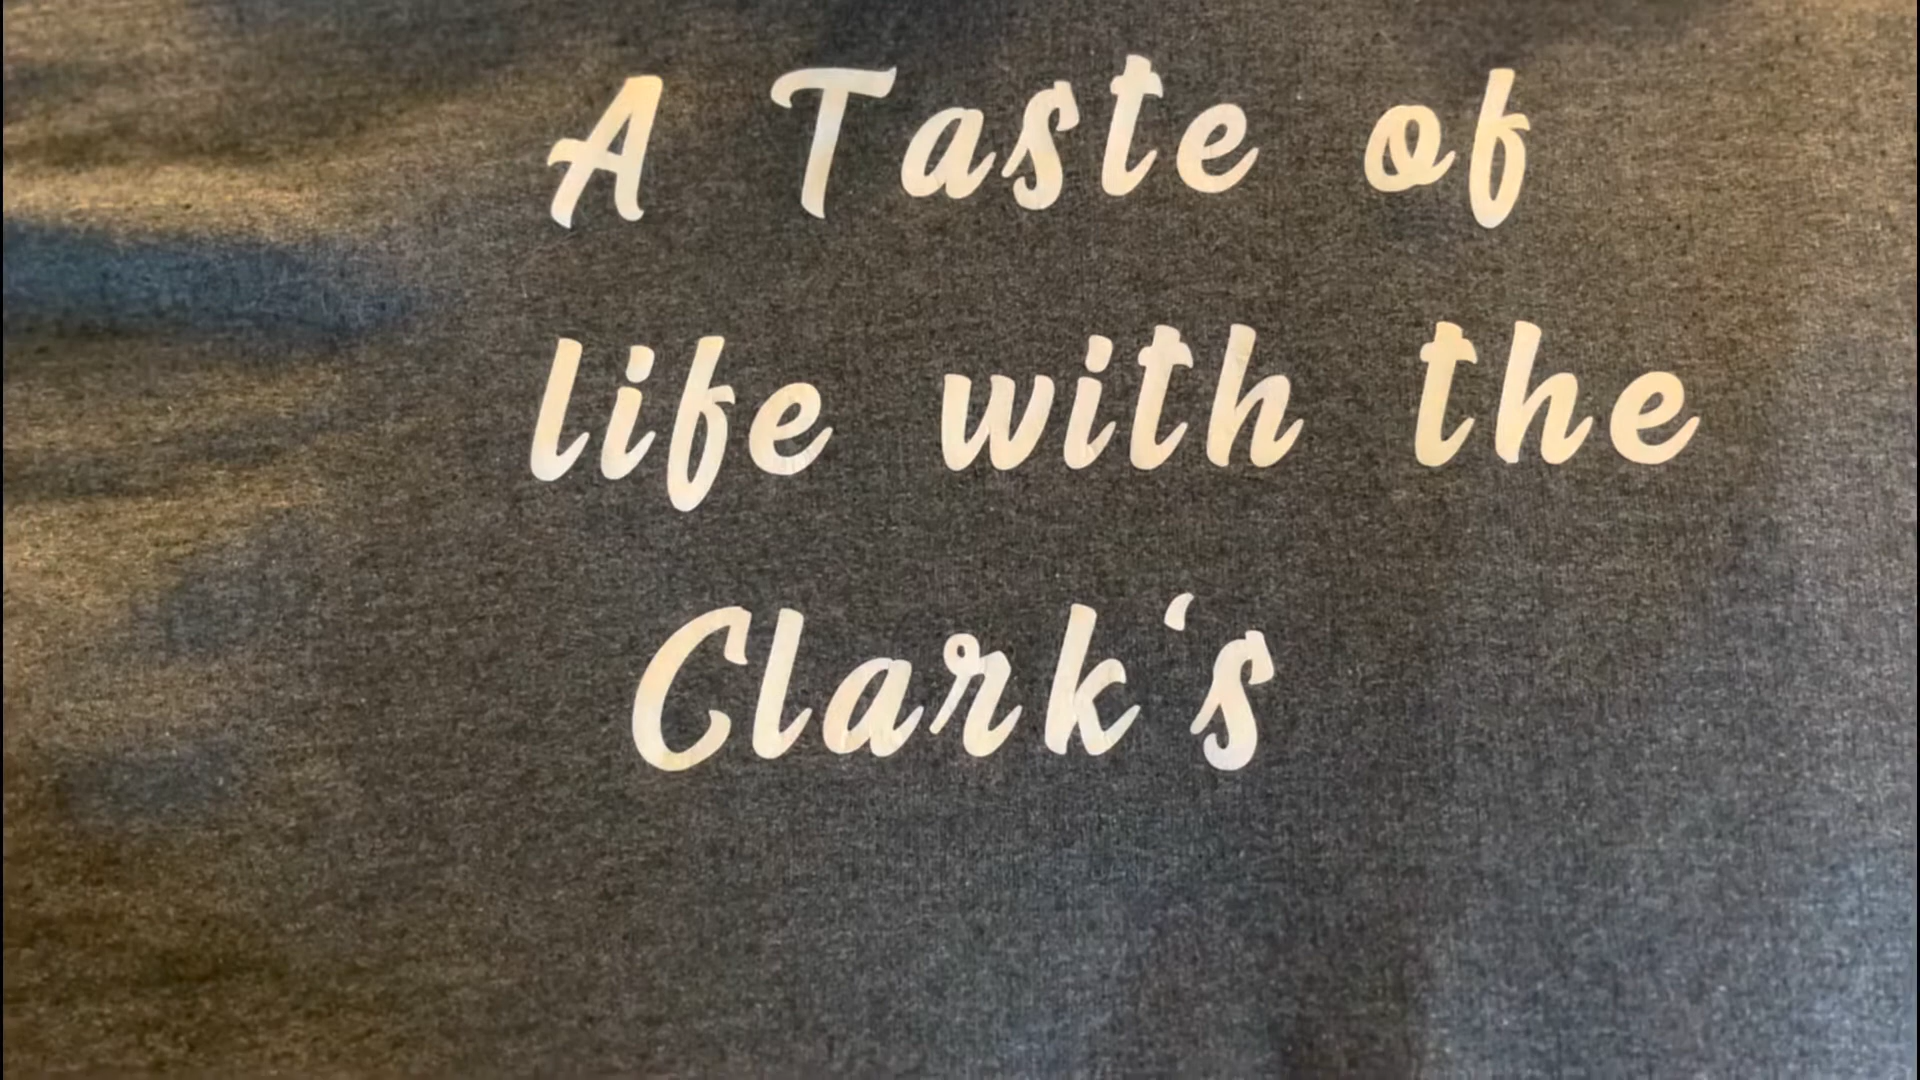 A Taste of
life with the
Clark‘s